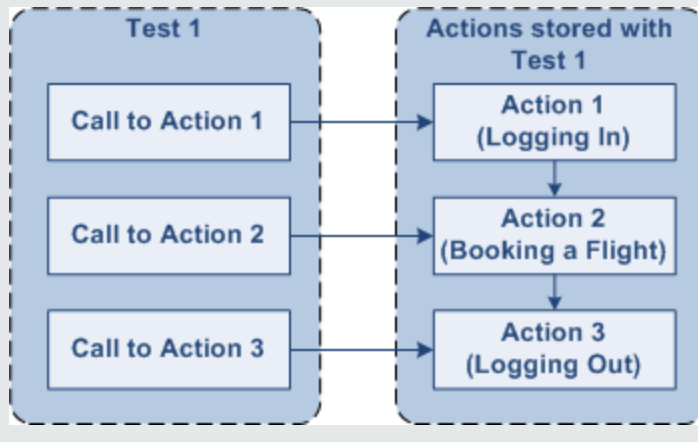 Test 1
Call to Action 1
Call to Action 2
Call to Action 3
Actions stored with
Test 1
Action 1
(Logging In)
Action 2
(Booking a Flight)
Action 3
(Logging Out)